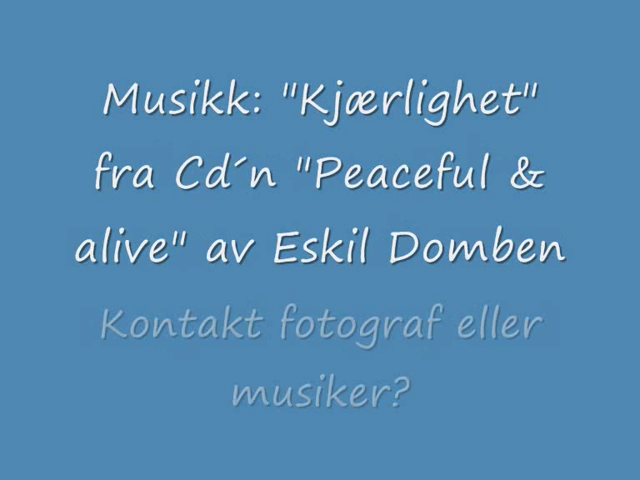 Musikk: "Kjærlighet"
fra Cd´n "Peaceful &
alive" av Eskil Domben
Kontakt fotograf eller
musiker?